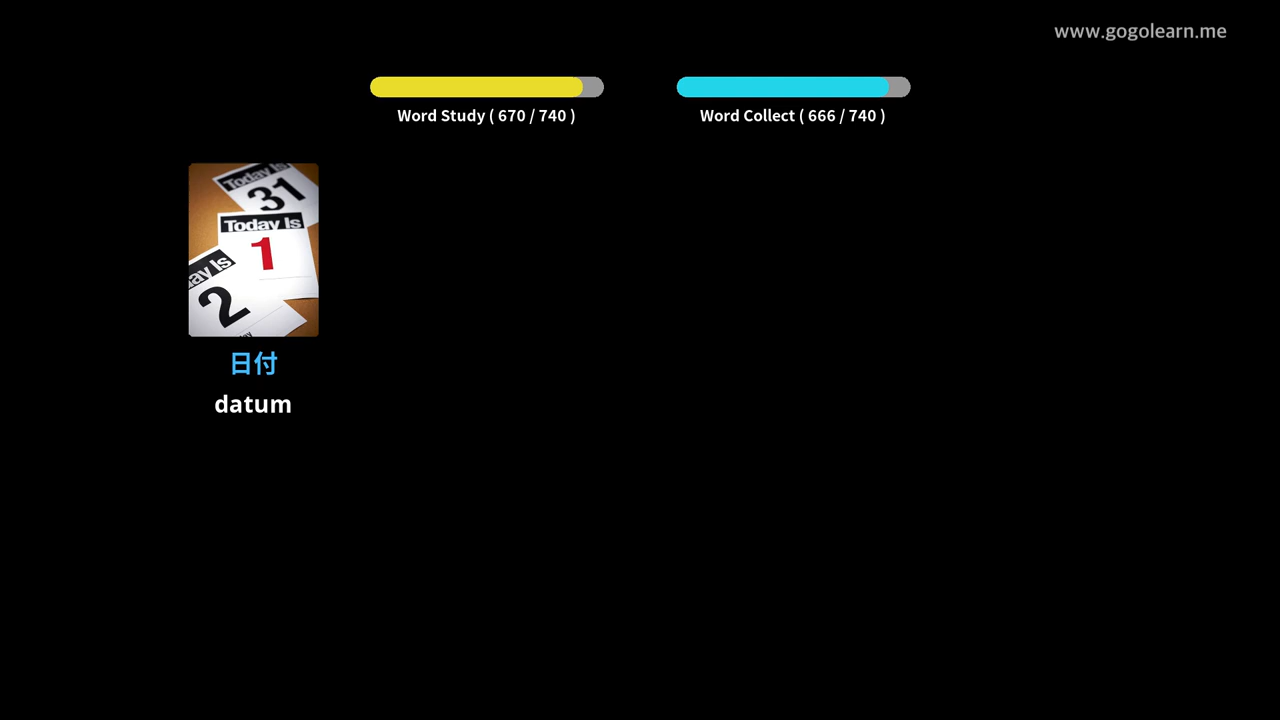 www.gogolearn.me
Word Study ( 670 / 740 )
Word Collect ( 666 / 740 )
Today Is
31
Today Is
1
ay Is
2
日付
datum